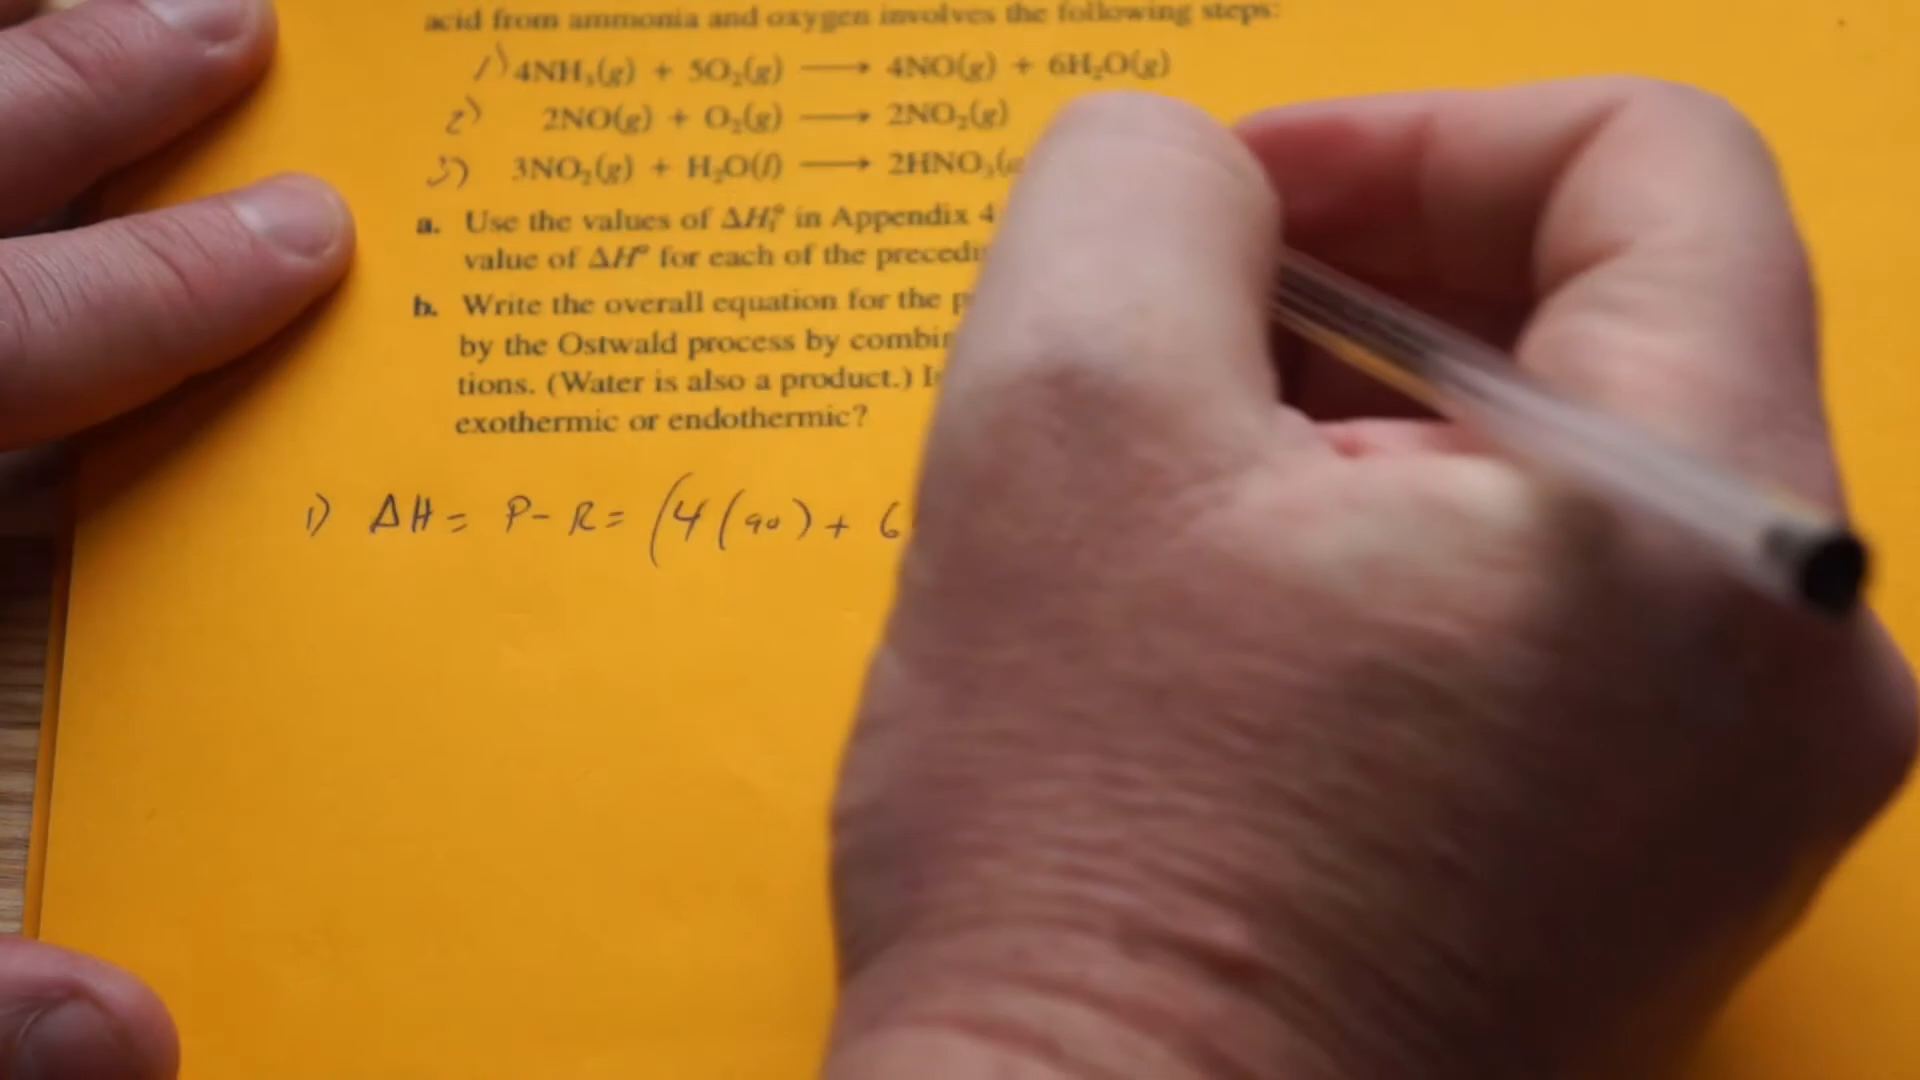 acid from ammonia and oxygen involves the following steps:
1) 4NH₃(g) + 5O₂(g) ⟶ 4NO(g) + 6H₂O(g)
2) 2NO(g) + O₂(g) ⟶ 2NO₂(g)
3) 3NO₂(g) + H₂O(l) ⟶ 2HNO₃(
a. Use the values of ΔHf° in Appendix 4
value of ΔH° for each of the
b. Write the overall equation for the
by the Ostwald process by
tions. (Water is also a product.)
exothermic or endothermic?
1) ΔH = P - R = (4(90) + 6